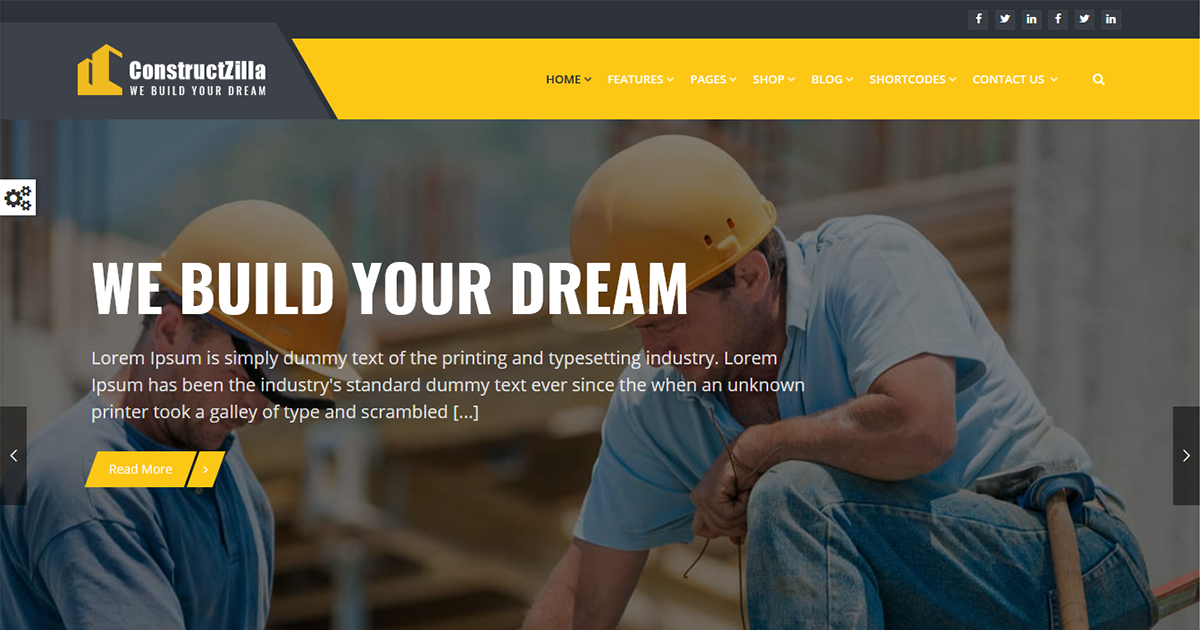 ConstructZilla
WE BUILD YOUR DREAM
HOME FEATURES PAGES SHOP BLOG SHORTCODES CONTACT US
WE BUILD YOUR DREAM
Lorem Ipsum is simply dummy text of the printing and typesetting industry. Lorem
Ipsum has been the industry's standard dummy text ever since the when an unknown
printer took a galley of type and scrambled [...]
Read More